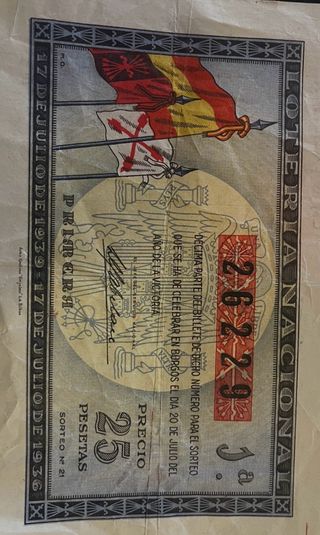 LOTERIA NACIONAL
26229 1ª.
DECIMA PARTE DEL BILLETE DE NUMERO PARA EL SORTEO
QUE SE HA DE CELEBRAR EN BURGOS EL DIA 20 DE JULIO DEL
AÑO DE LA VICTORIA
PRECIO
25
PESETAS
PRIMERA
SORTEO Nº 21
17 DE JULIO DE 1939 - 17 DE JULIO DE 1936